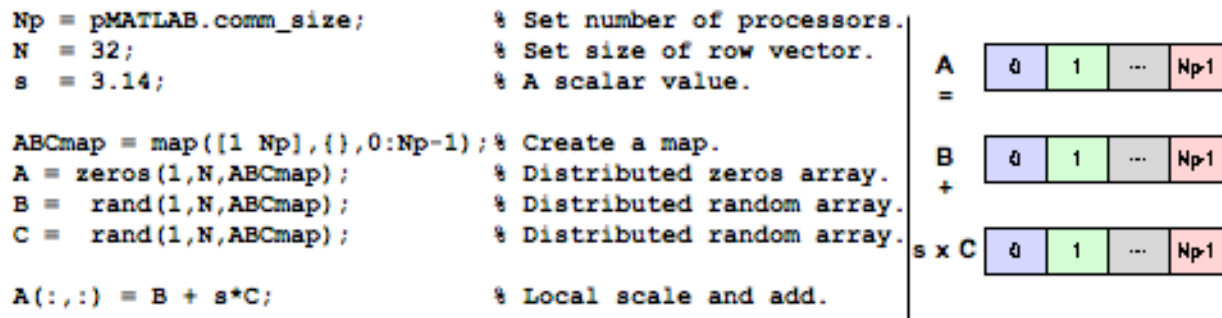 Np = pMATLAB.comm_size;          % Set number of processors.
N  = 32;                         % Set size of row vector.
s  = 3.14;                       % A scalar value.
ABCmap = map([1 Np],{},0:Np-1);% Create a map.
A = zeros(1,N,ABCmap);           % Distributed zeros array.
B =  rand(1,N,ABCmap);           % Distributed random array.
C =  rand(1,N,ABCmap);           % Distributed random array.
A(:,:) = B + s*C;                % Local scale and add.
A 0 1 ... Np-1
=
B 0 1 ... Np-1
+
s x C 0 1 ... Np-1